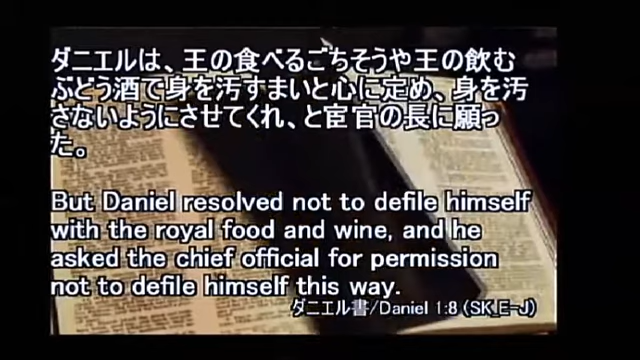 ダニエルは、王の食べるごちそうや王の飲む
ぶどう酒で身を汚すまいと心に定め、身を汚
さないようにさせてくれ、と宦官の長に願っ
た。
But Daniel resolved not to defile himself
with the royal food and wine, and he
asked the chief official for permission
not to defile himself this way.
ダニエル書/Daniel 1:8 (SK_E-J)